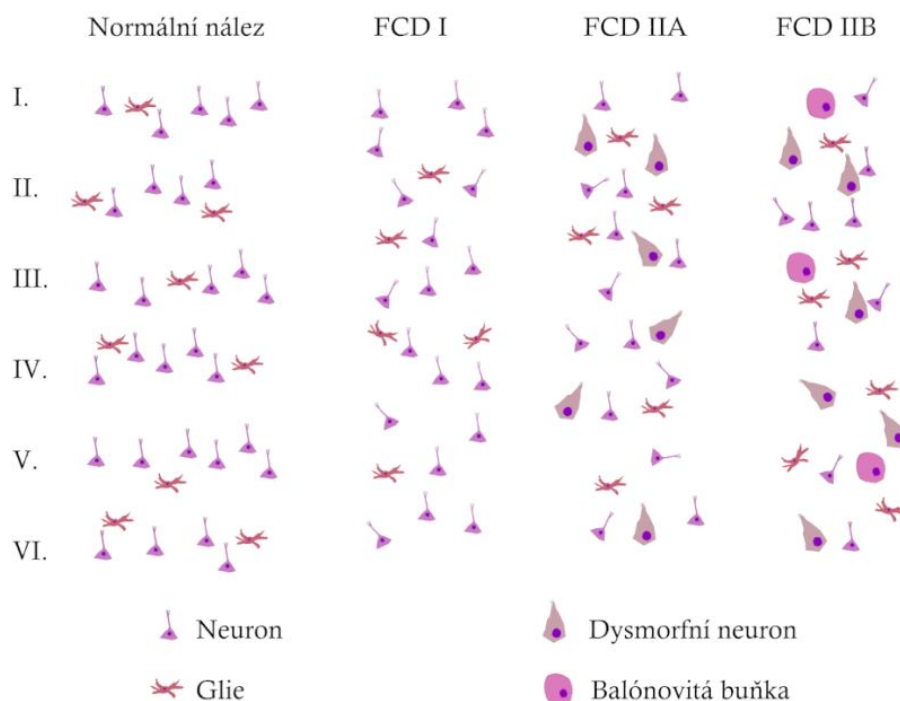 Normální nález FCD I FCD IIA FCD IIB
I.
II.
III.
IV.
V.
VI.
Neuron Dysmorfní neuron
Glie Balónovitá buňka